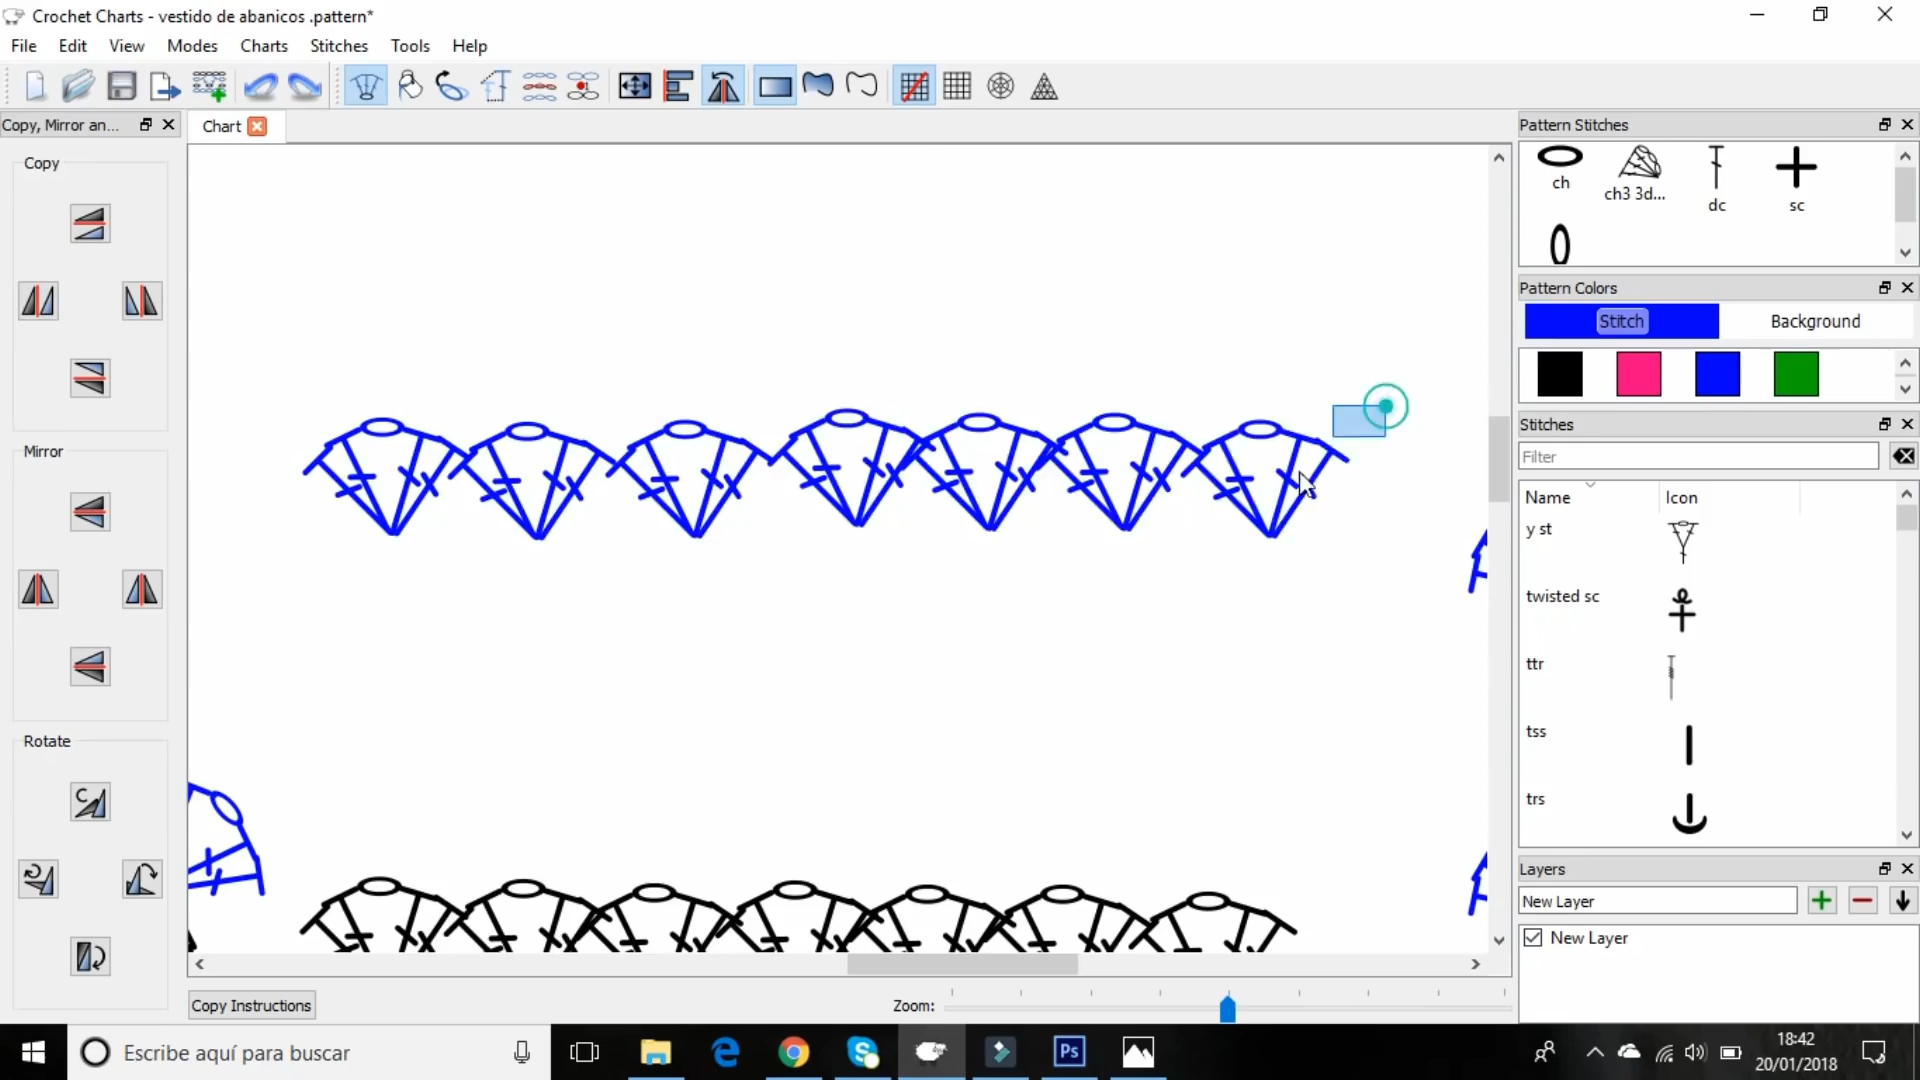 Crochet Charts - vestido de abanicos .pattern*
File Edit View Modes Charts Stitches Tools Help
Copy, Mirror an...
Chart
Copy
Mirror
Rotate
Pattern Stitches
ch
ch3 3d...
dc
sc
Pattern Colors
Stitch
Background
Stitches
Filter
Name
Icon
y st
twisted sc
ttr
tss
trs
Layers
New Layer
New Layer
Copy Instructions
Zoom:
Escribe aquí para buscar
Ps
18:42
20/01/2018